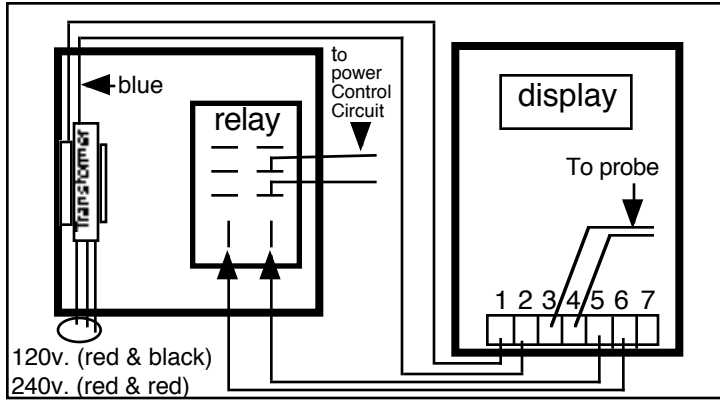 blue
to
power
Control
Circuit
relay
Transformer
120v. (red & black)
240v. (red & red)
display
To probe
1 2 3 4 5 6 7